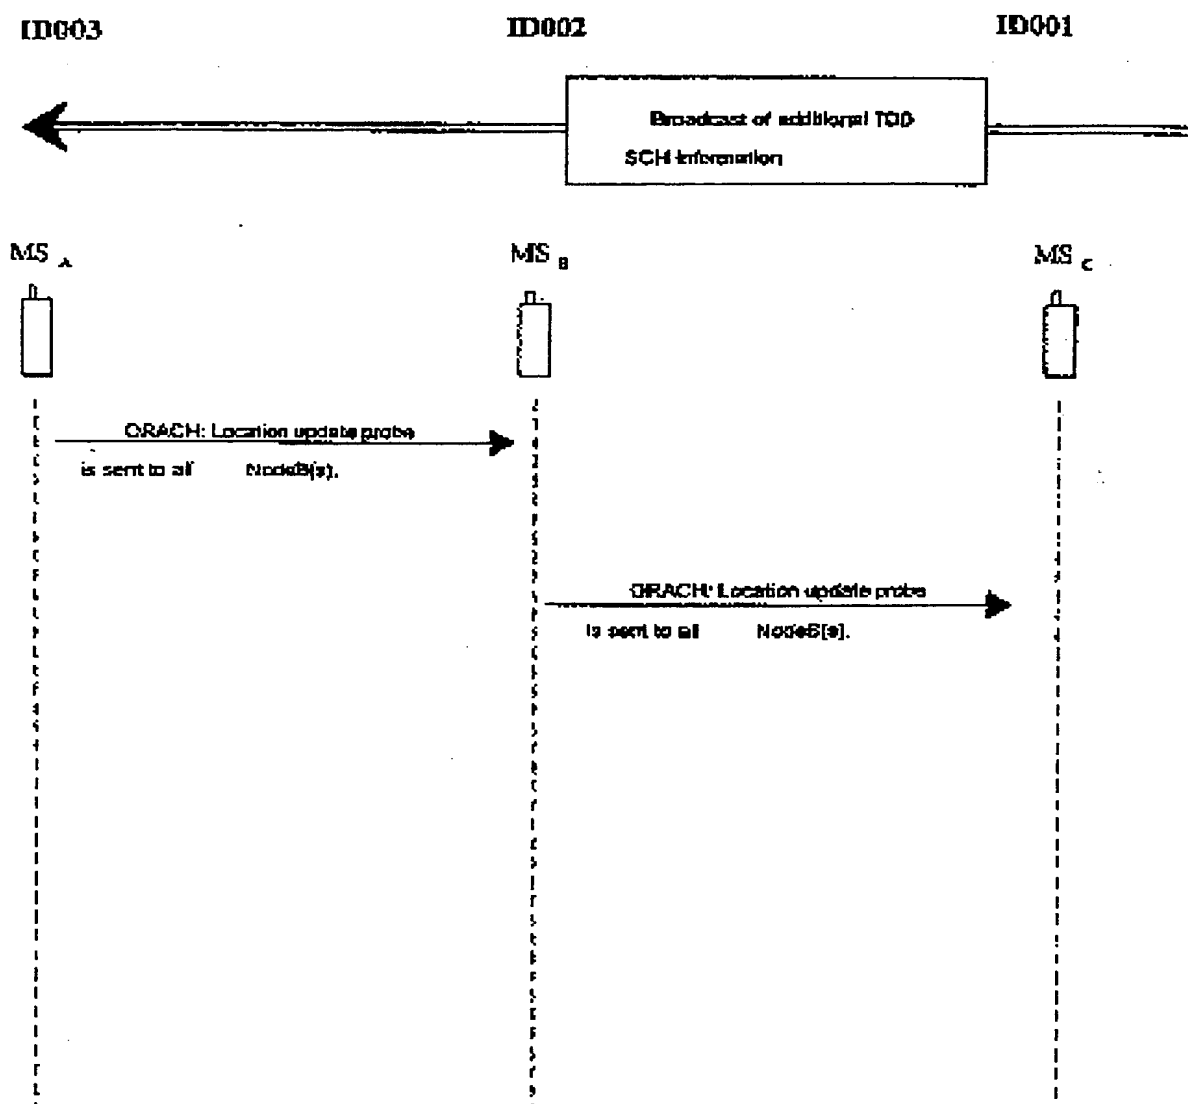 ID003 ID002 ID001
Broadcast of additional TDD
SCH information
MS A MS B MS C
ORACH: Location update probe
is sent to all NodeB(s).
ORACH: Location update probe
is sent to all NodeB(s).